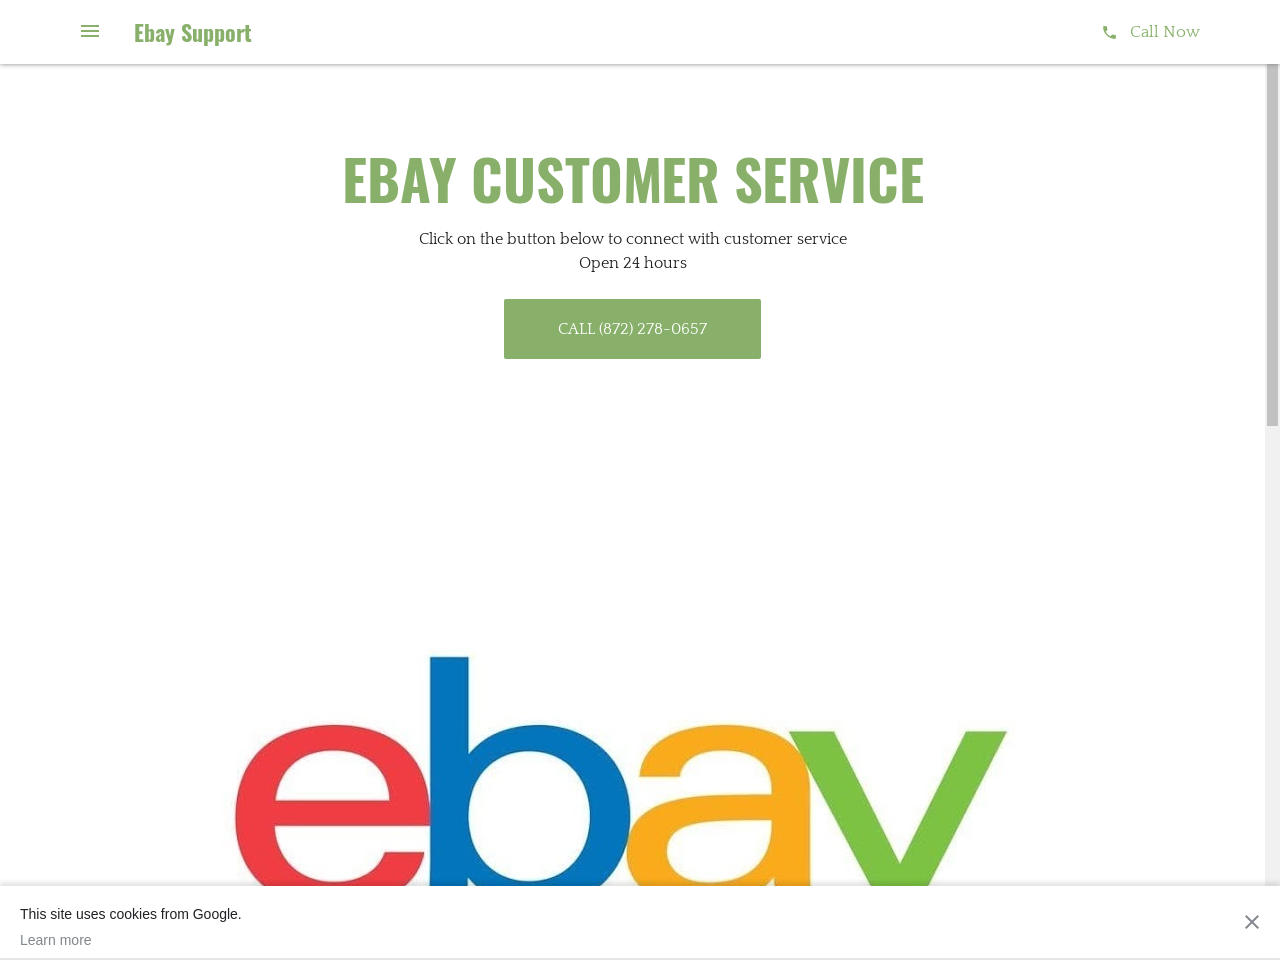 Ebay Support
Call Now
EBAY CUSTOMER SERVICE
Click on the button below to connect with customer service
Open 24 hours
CALL (872) 278-0657
ebay
This site uses cookies from Google.
Learn more